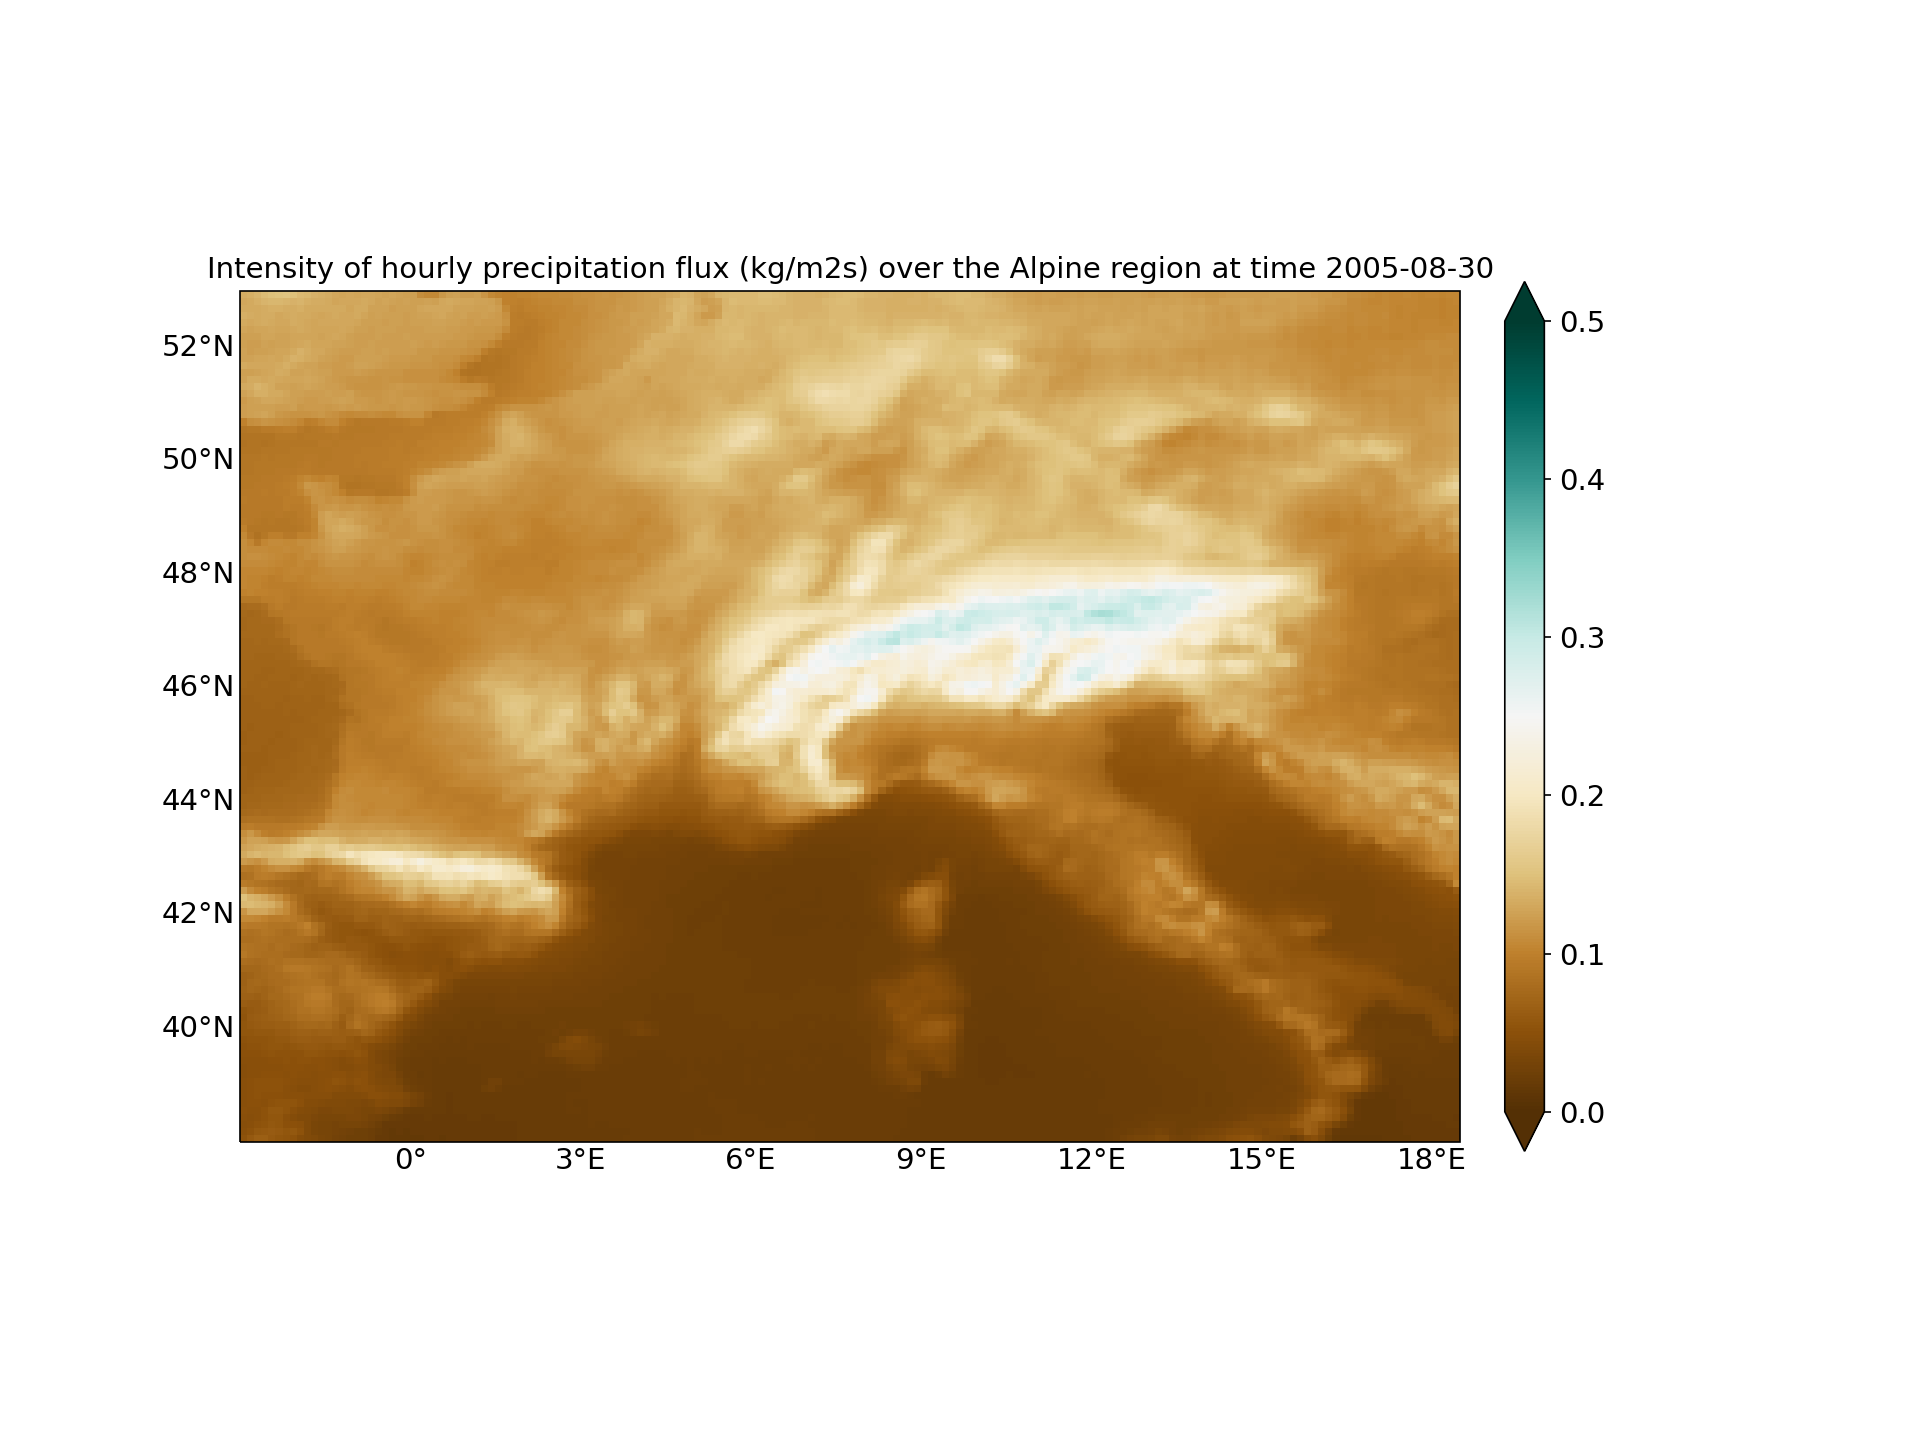 Intensity of hourly precipitation flux (kg/m2s) over the Alpine region at time 2005-08-30
52°N
50°N
48°N
46°N
44°N
42°N
40°N
0°
3°E
6°E
9°E
12°E
15°E
18°E
0.5
0.4
0.3
0.2
0.1
0.0